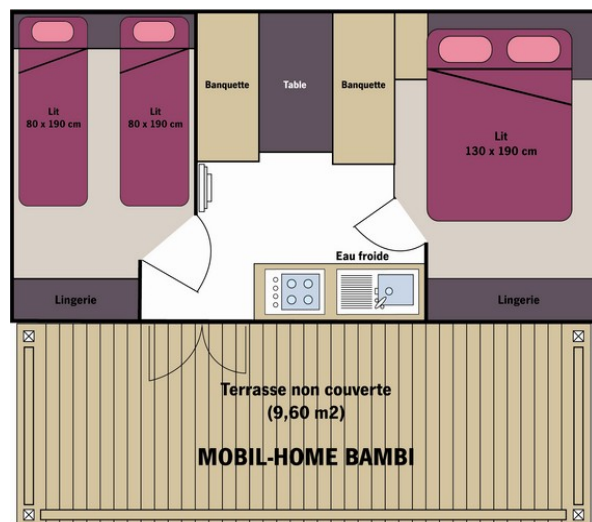 Banquette
Table
Banquette
Lit
80 x 190 cm
Lit
80 x 190 cm
Lit
130 x 190 cm
Eau froide
Lingerie
Lingerie
Terrasse non couverte
(9,60 m2)
MOBIL-HOME BAMBI